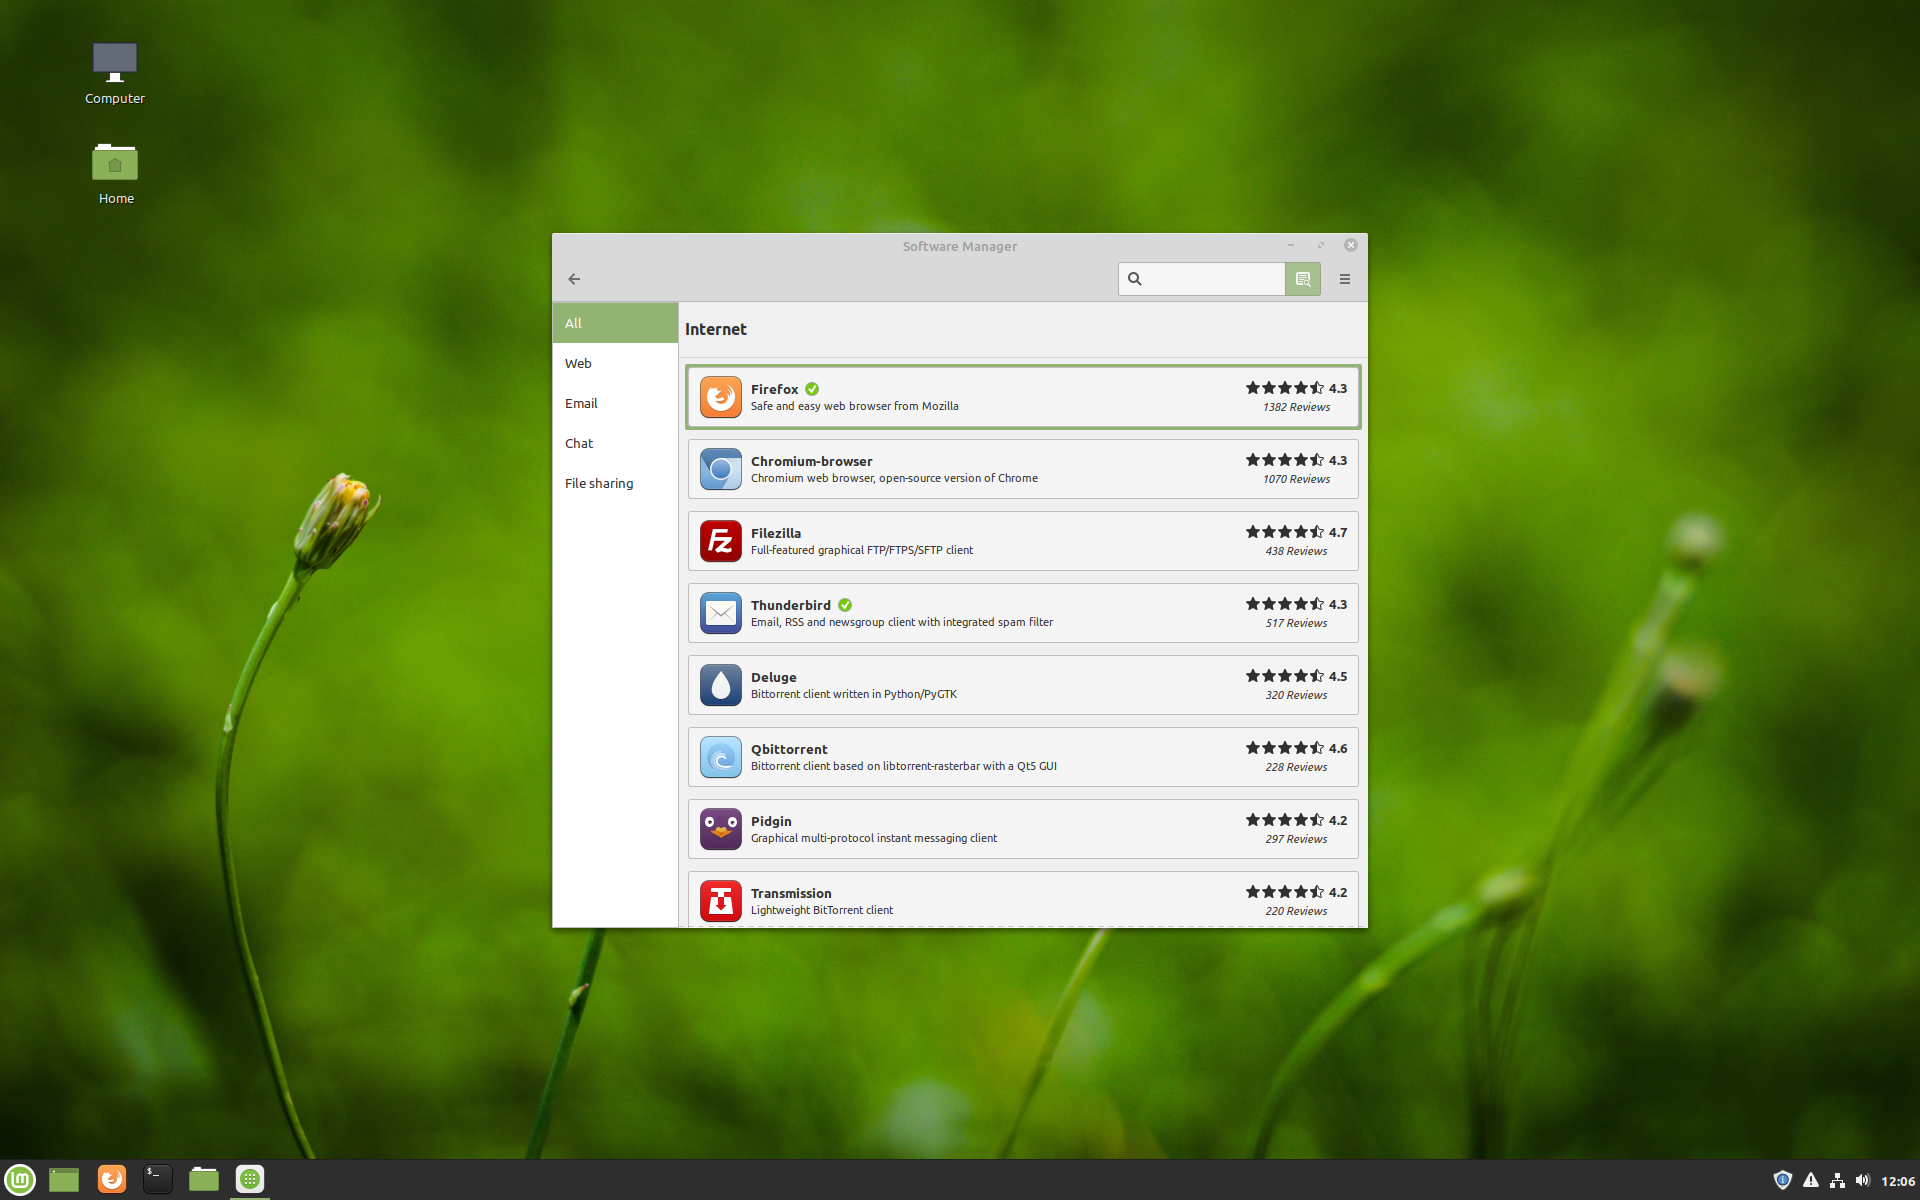 Computer
Home
Software Manager
All
Web
Email
Chat
File sharing
Internet
Firefox
Safe and easy web browser from Mozilla
4.3
1382 Reviews
Chromium-browser
Chromium web browser, open-source version of Chrome
4.3
1070 Reviews
Fz
Filezilla
Full-featured graphical FTP/FTPS/SFTP client
4.7
438 Reviews
Thunderbird
Email, RSS and newsgroup client with integrated spam filter
4.3
517 Reviews
Deluge
Bittorrent client written in Python/PyGTK
4.5
320 Reviews
Qbittorrent
Bittorrent client based on libtorrent-rasterbar with a Qt5 GUI
4.6
228 Reviews
Pidgin
Graphical multi-protocol instant messaging client
4.2
297 Reviews
Transmission
Lightweight BitTorrent client
4.2
220 Reviews
lm
$_
12:06